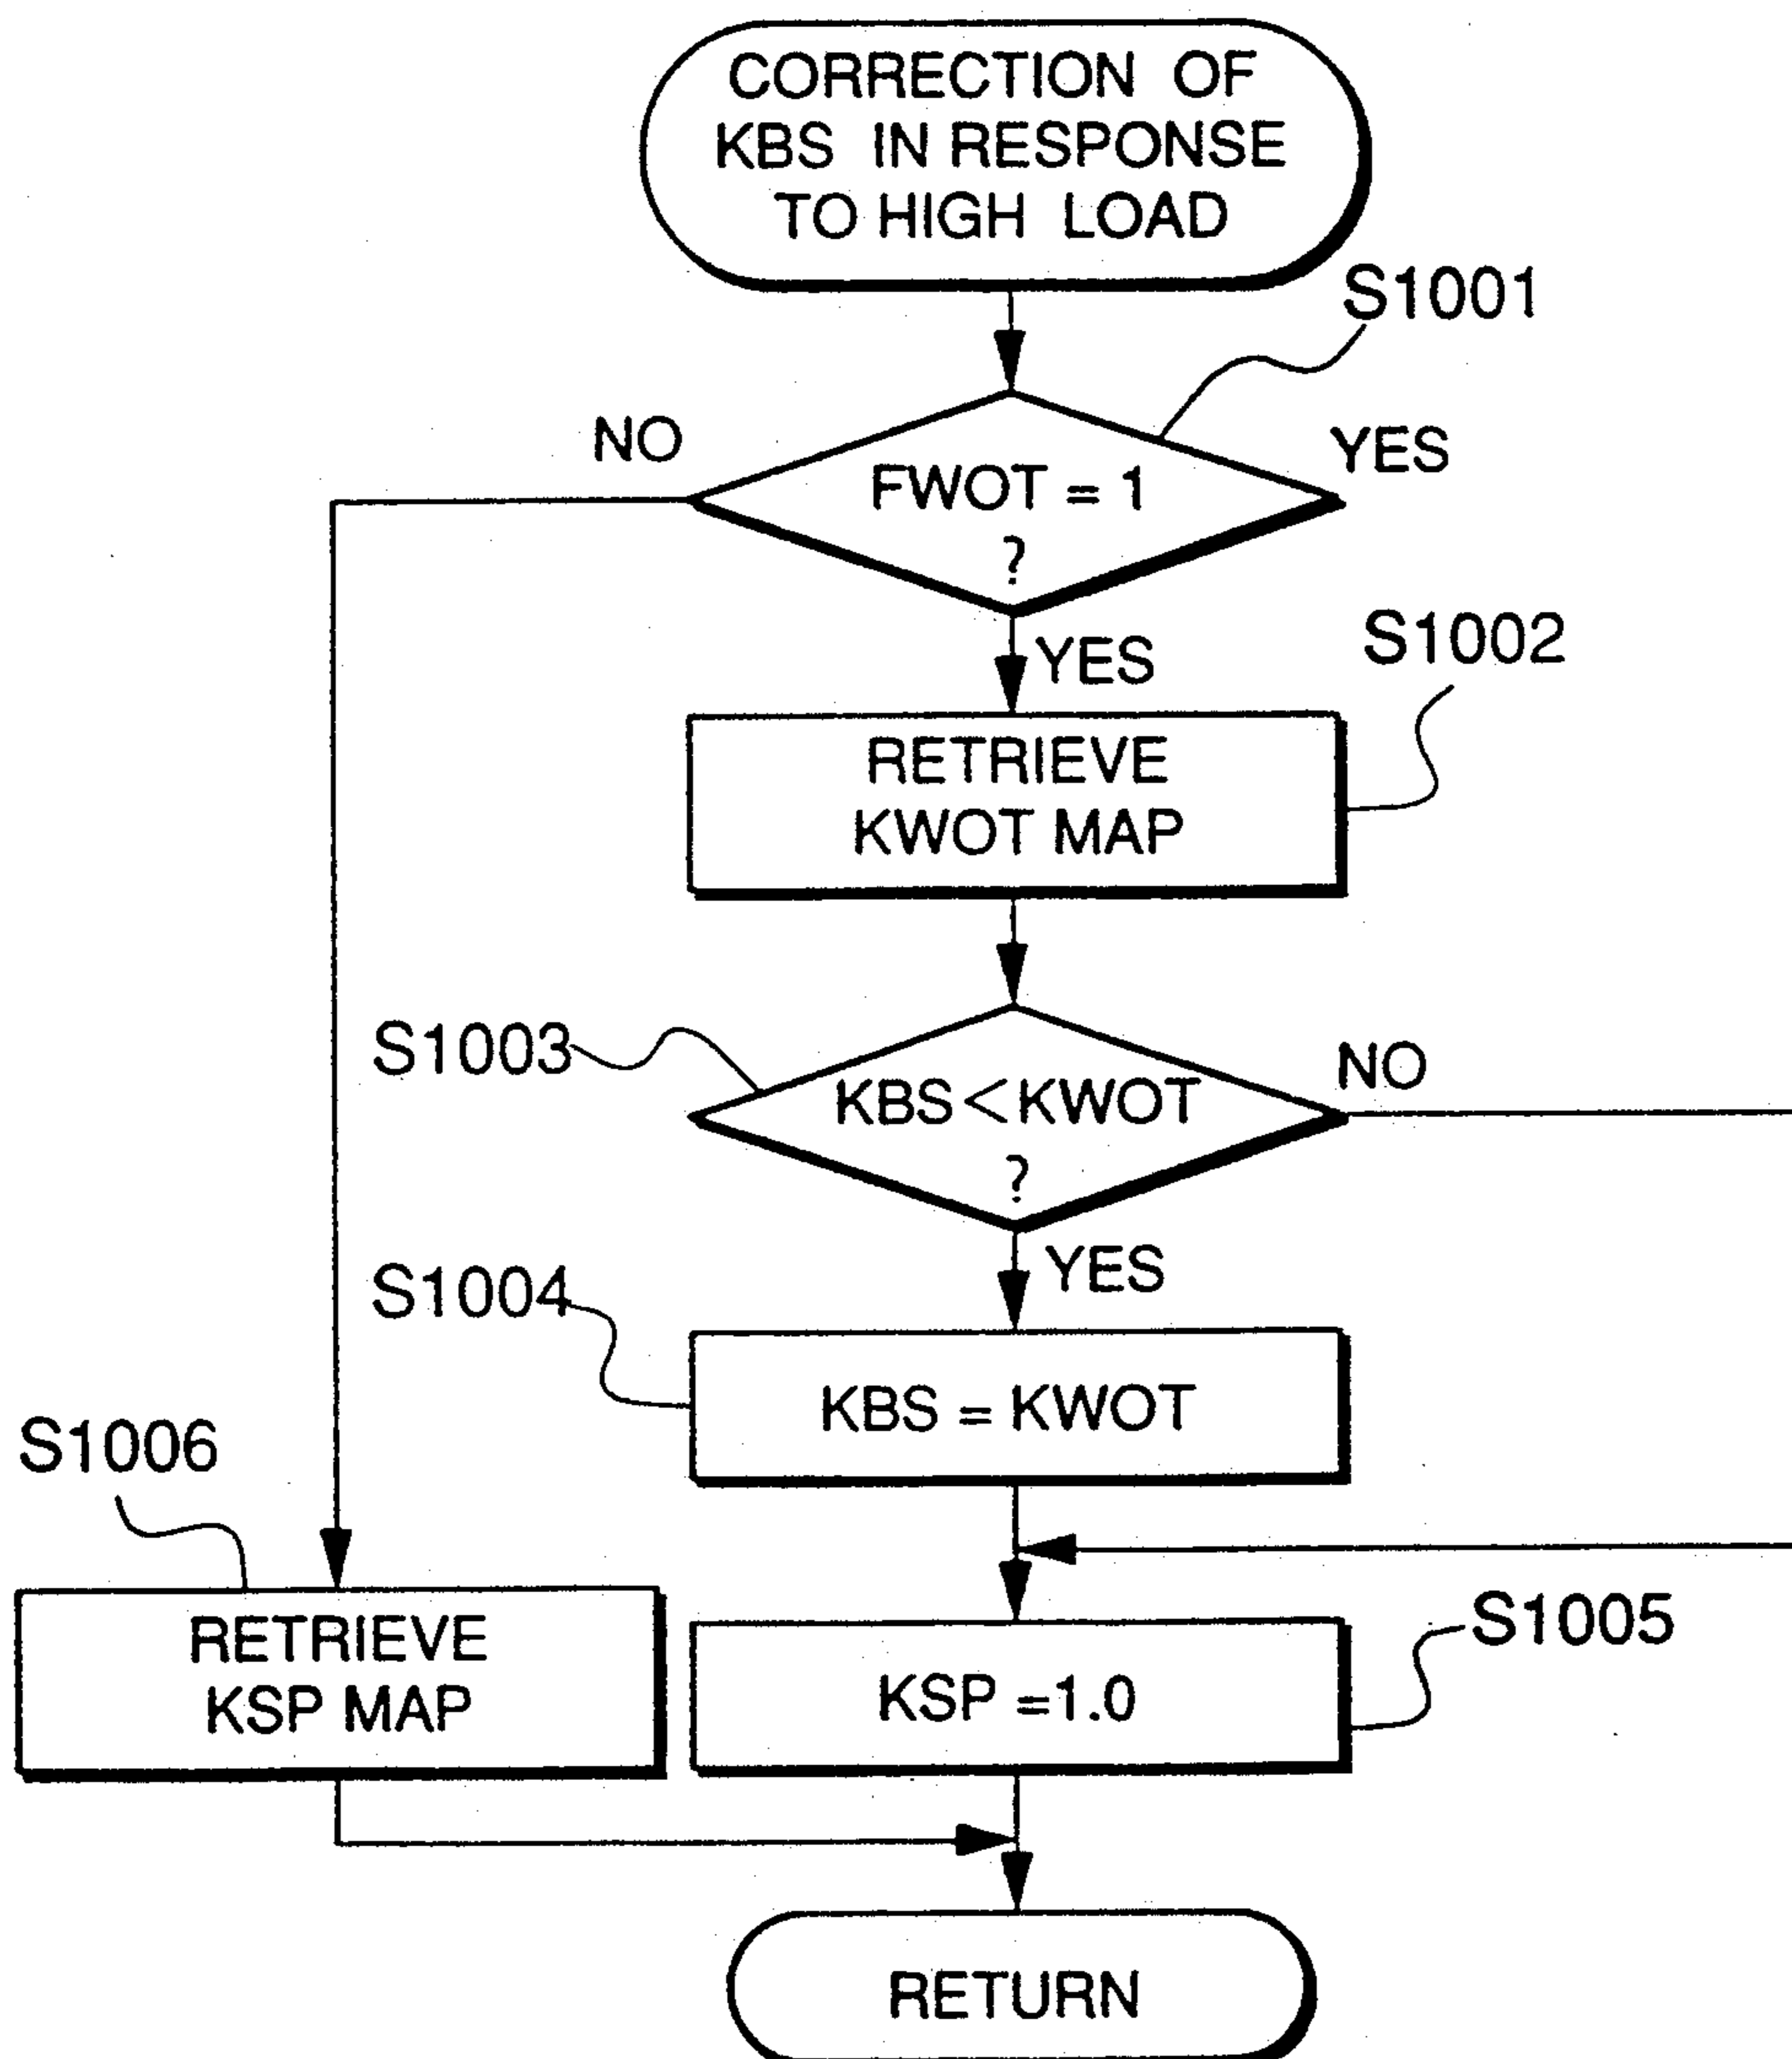 CORRECTION OF
KBS IN RESPONSE
TO HIGH LOAD
S1001
NO
YES
FWOT = 1
?
YES
S1002
RETRIEVE
KWOT MAP
S1003
NO
KBS<KWOT
?
YES
S1004
KBS = KWOT
S1006
RETRIEVE
KSP MAP
S1005
KSP =1.0
RETURN